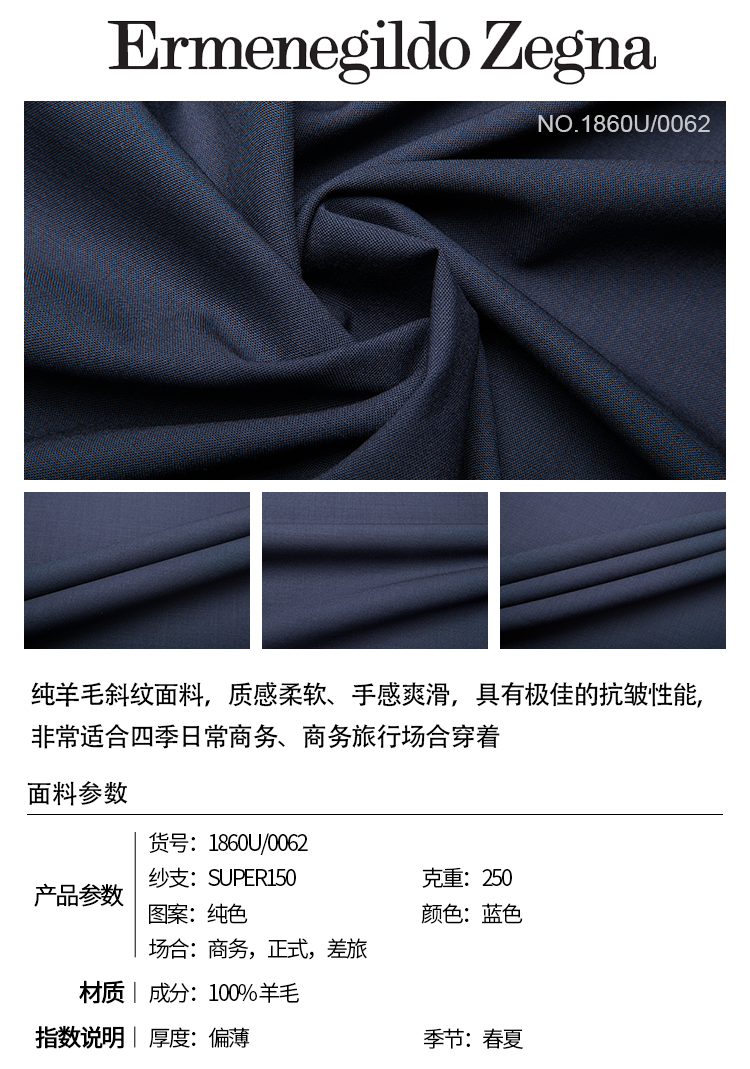 Ermenegildo Zegna
NO.1860U/0062
纯羊毛斜纹面料，质感柔软、手感爽滑，具有极佳的抗皱性能，
非常适合四季日常商务、商务旅行场合穿着
面料参数
产品参数
货号：1860U/0062
纱支：SUPER150 克重：250
图案：纯色 颜色：蓝色
场合：商务，正式，差旅
材质 成分：100%羊毛
指数说明 厚度：偏薄 季节：春夏